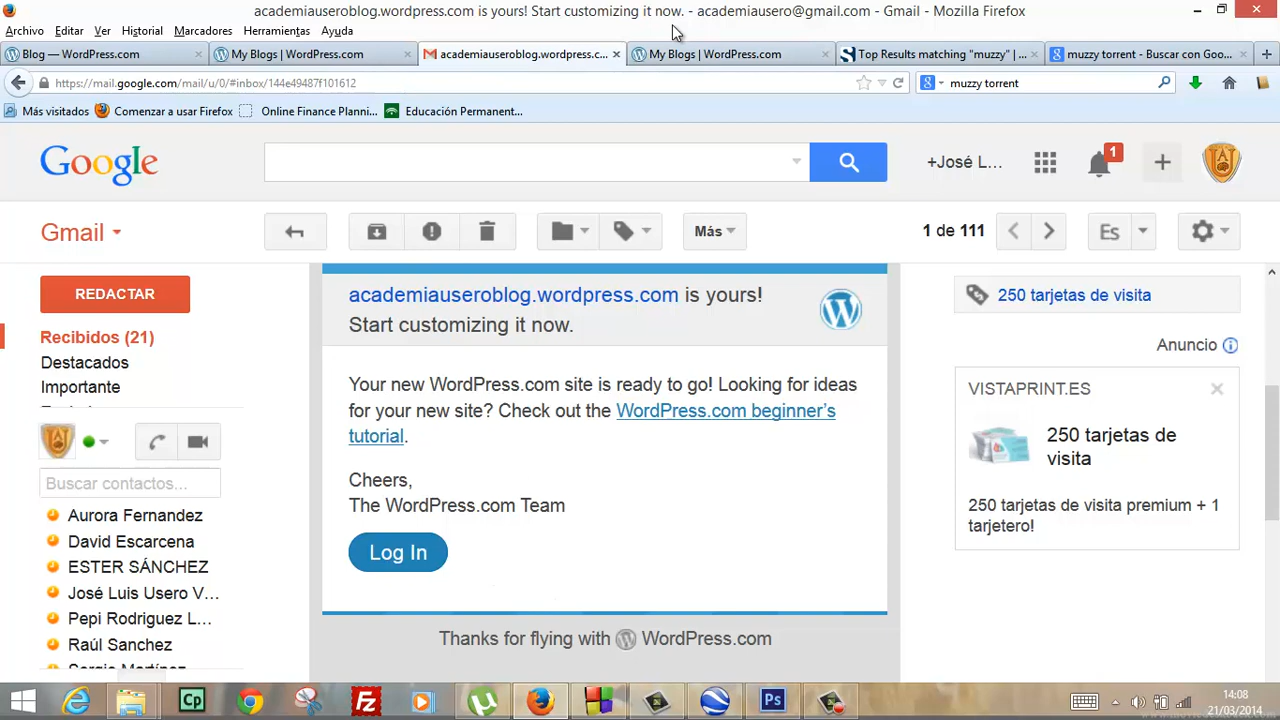 academiauseroblog.wordpress.com is yours! Start customizing it now. - academiausero@gmail.com - Gmail - Mozilla Firefox
Archivo Editar Ver Historial Marcadores Herramientas Ayuda
Blog — WordPress.com
My Blogs | WordPress.com
academiauseroblog.wordpress.c...
My Blogs | WordPress.com
Top Results matching "muzzy" | ...
muzzy torrent - Buscar con Goo...
https://mail.google.com/mail/u/0/#inbox/144e49487f101612
muzzy torrent
Más visitados
Comenzar a usar Firefox
Online Finance Planni...
Educación Permanent...
Google
+José L...
1
Gmail
Más
1 de 111
Es
REDACTAR
Recibidos (21)
Destacados
Importante
Buscar contactos...
Aurora Fernandez
David Escarcena
ESTER SÁNCHEZ
José Luis Usero V...
Pepi Rodriguez L...
Raúl Sanchez
Sergio Martínez
academiauseroblog.wordpress.com is yours!
Start customizing it now.
Your new WordPress.com site is ready to go! Looking for ideas
for your new site? Check out the WordPress.com beginner's
tutorial.
Cheers,
The WordPress.com Team
Log In
Thanks for flying with WordPress.com
250 tarjetas de visita
Anuncio
VISTAPRINT.ES
250 tarjetas de
visita
250 tarjetas de visita premium + 1
tarjetero!
Cp
Fz
Ps
14:08
21/03/2014